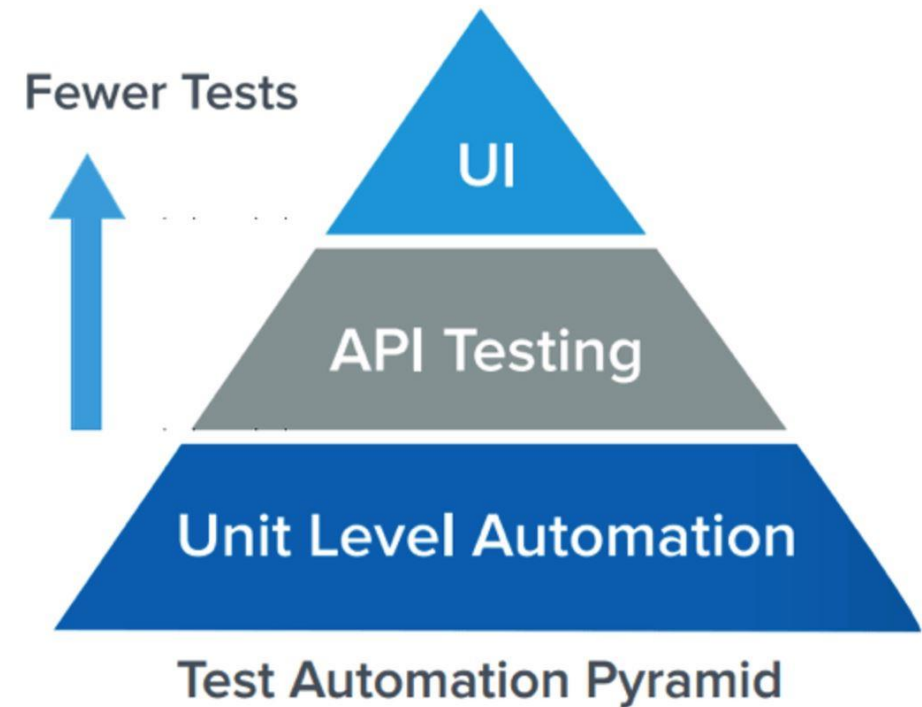 Fewer Tests
UI
API Testing
Unit Level Automation
Test Automation Pyramid